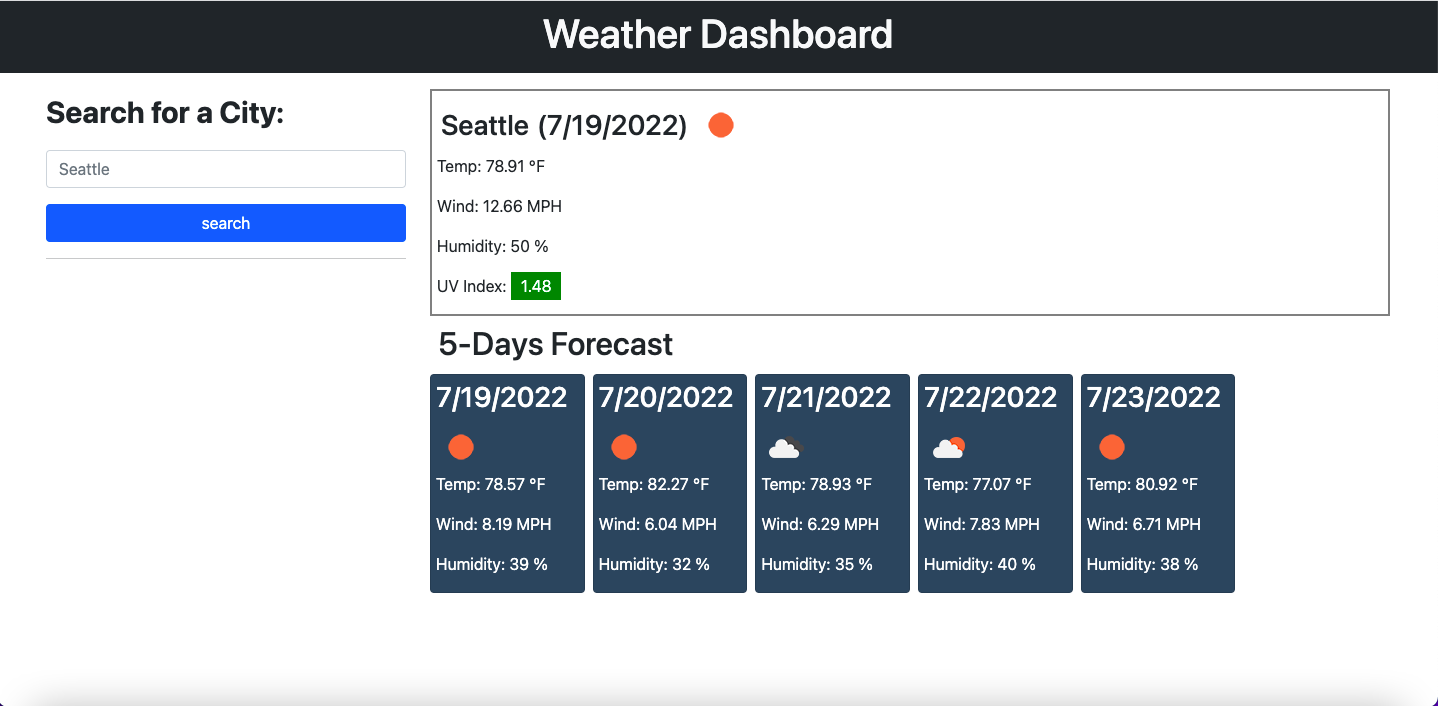 Weather Dashboard
Search for a City:
Seattle
search
Seattle (7/19/2022)
Temp: 78.91 °F
Wind: 12.66 MPH
Humidity: 50 %
UV Index: 1.48
5-Days Forecast
7/19/2022
Temp: 78.57 °F
Wind: 8.19 MPH
Humidity: 39 %
7/20/2022
Temp: 82.27 °F
Wind: 6.04 MPH
Humidity: 32 %
7/21/2022
Temp: 78.93 °F
Wind: 6.29 MPH
Humidity: 35 %
7/22/2022
Temp: 77.07 °F
Wind: 7.83 MPH
Humidity: 40 %
7/23/2022
Temp: 80.92 °F
Wind: 6.71 MPH
Humidity: 38 %